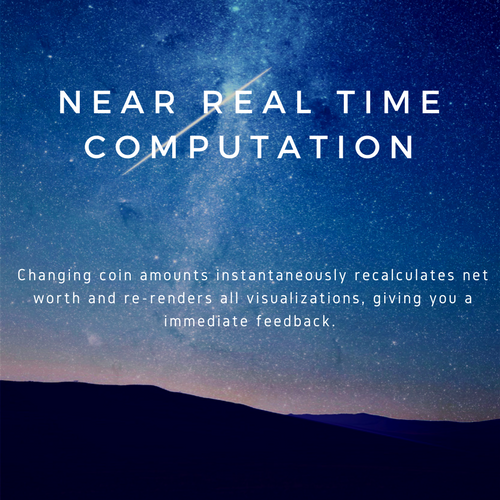 NEAR REAL TIME
COMPUTATION
Changing coin amounts instantaneously recalculates net
worth and re-renders all visualizations, giving you a
immediate feedback.